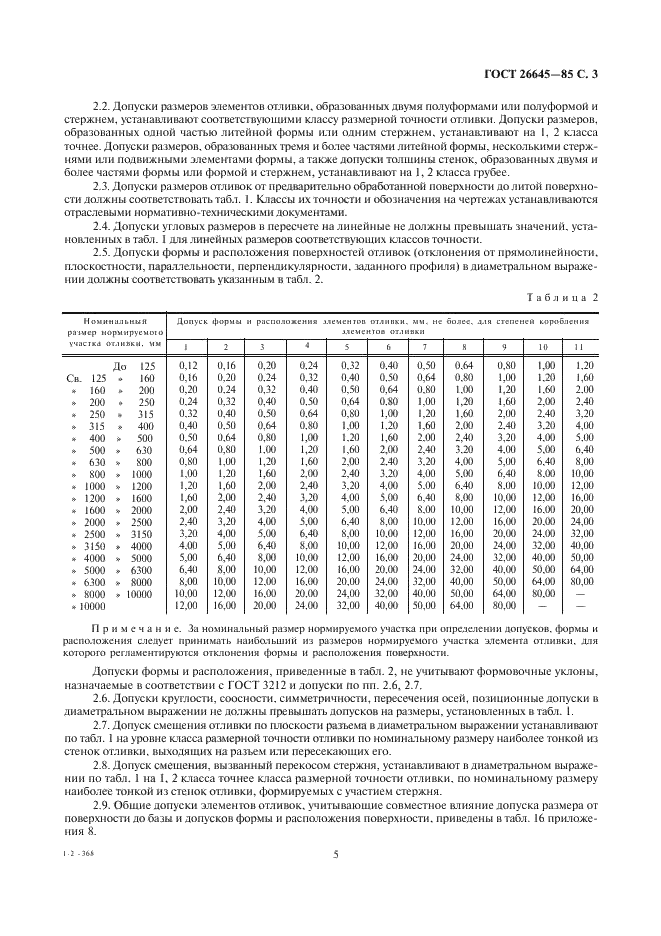 ГОСТ 26645—85 С. 3
2.2. Допуски размеров элементов отливки, образованных двумя полуформами или полуформой и
стержнем, устанавливают соответствующими классу размерной точности отливки. Допуски размеров,
образованных одной частью литейной формы или одним стержнем, устанавливают на 1, 2 класса
точнее. Допуски размеров, образованных тремя и более частями литейной формы, несколькими стерж-
нями или подвижными элементами формы, а также допуски толщины стенок, образованных двумя и
более частями формы или формой и стержнем, устанавливают на 1, 2 класса грубее.
2.3. Допуски размеров отливок от предварительно обработанной поверхности до литой поверхно-
сти должны соответствовать табл. 1. Классы их точности и обозначения на чертежах устанавливаются
отраслевыми нормативно-техническими документами.
2.4. Допуски угловых размеров в пересчете на линейные не должны превышать значений, уста-
новленных в табл. 1 для линейных размеров соответствующих классов точности.
2.5. Допуски формы и расположения поверхностей отливок (отклонения от прямолинейности,
плоскостности, параллельности, перпендикулярности, заданного профиля) в диаметральном выраже-
нии должны соответствовать указанным в табл. 2.
Таблица 2
Номинальный размер нормируемого участка отливки, мм
Допуск формы и расположения элементов отливки, мм, не более, для степеней коробления
элементов отливки
1 2 3 4 5 6 7 8 9 10 11
До 125 0,12 0,16 0,20 0,24 0,32 0,40 0,50 0,64 0,80 1,00 1,20
Св. 125 » 160 0,16 0,20 0,24 0,32 0,40 0,50 0,64 0,80 1,00 1,20 1,60
» 160 » 200 0,20 0,24 0,32 0,40 0,50 0,64 0,80 1,00 1,20 1,60 2,00
» 200 » 250 0,24 0,32 0,40 0,50 0,64 0,80 1,00 1,20 1,60 2,00 2,40
» 250 » 315 0,32 0,40 0,50 0,64 0,80 1,00 1,20 1,60 2,00 2,40 3,20
» 315 » 400 0,40 0,50 0,64 0,80 1,00 1,20 1,60 2,00 2,40 3,20 4,00
» 400 » 500 0,50 0,64 0,80 1,00 1,20 1,60 2,00 2,40 3,20 4,00 5,00
» 500 » 630 0,64 0,80 1,00 1,20 1,60 2,00 2,40 3,20 4,00 5,00 6,40
» 630 » 800 0,80 1,00 1,20 1,60 2,00 2,40 3,20 4,00 5,00 6,40 8,00
» 800 » 1000 1,00 1,20 1,60 2,00 2,40 3,20 4,00 5,00 6,40 8,00 10,00
» 1000 » 1200 1,20 1,60 2,00 2,40 3,20 4,00 5,00 6,40 8,00 10,00 12,00
» 1200 » 1600 1,60 2,00 2,40 3,20 4,00 5,00 6,40 8,00 10,00 12,00 16,00
» 1600 » 2000 2,00 2,40 3,20 4,00 5,00 6,40 8,00 10,00 12,00 16,00 20,00
» 2000 » 2500 2,40 3,20 4,00 5,00 6,40 8,00 10,00 12,00 16,00 20,00 24,00
» 2500 » 3150 3,20 4,00 5,00 6,40 8,00 10,00 12,00 16,00 20,00 24,00 32,00
» 3150 » 4000 4,00 5,00 6,40 8,00 10,00 12,00 16,00 20,00 24,00 32,00 40,00
» 4000 » 5000 5,00 6,40 8,00 10,00 12,00 16,00 20,00 24,00 32,00 40,00 50,00
» 5000 » 6300 6,40 8,00 10,00 12,00 16,00 20,00 24,00 32,00 40,00 50,00 64,00
» 6300 » 8000 8,00 10,00 12,00 16,00 20,00 24,00 32,00 40,00 50,00 64,00 80,00
» 8000 » 10000 10,00 12,00 16,00 20,00 24,00 32,00 40,00 50,00 64,00 80,00 —
» 10000 12,00 16,00 20,00 24,00 32,00 40,00 50,00 64,00 80,00 — —
Примечание. За номинальный размер нормируемого участка при определении допусков, формы и
расположения следует принимать наибольший из размеров нормируемого участка элемента отливки, для
которого регламентируются отклонения формы и расположения поверхности.
Допуски формы и расположения, приведенные в табл. 2, не учитывают формовочные уклоны,
назначаемые в соответствии с ГОСТ 3212 и допуски по пп. 2.6, 2.7.
2.6. Допуски круглости, соосности, симметричности, пересечения осей, позиционные допуски в
диаметральном выражении не должны превышать допусков на размеры, установленных в табл. 1.
2.7. Допуск смещения отливки по плоскости разъема в диаметральном выражении устанавливают
по табл. 1 на уровне класса размерной точности отливки по номинальному размеру наиболее тонкой из
стенок отливки, выходящих на разъем или пересекающих его.
2.8. Допуск смещения, вызванный перекосом стержня, устанавливают в диаметральном выраже-
нии по табл. 1 на 1, 2 класса точнее класса размерной точности отливки, по номинальному размеру
наиболее тонкой из стенок отливки, формируемых с участием стержня.
2.9. Общие допуски элементов отливок, учитывающие совместное влияние допуска размера от
поверхности до базы и допусков формы и расположения поверхности, приведены в табл. 16 приложе-
ния 8.
1-2 -368
5